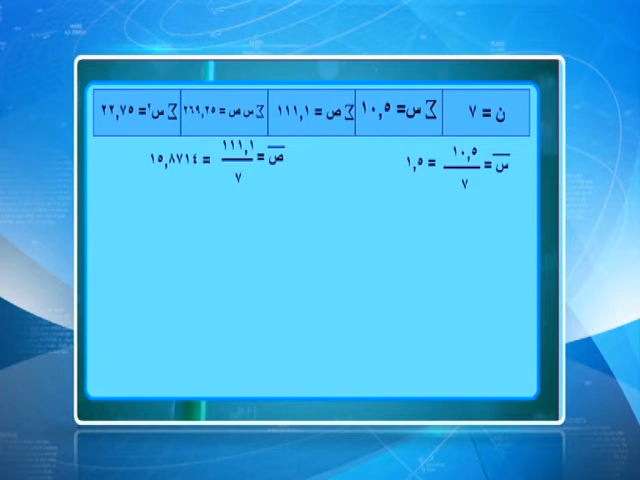 ن = ٧ ∑ س= ١٠,٥ ∑ ص = ١١١,١ ∑ س ص = ٢٦٩,٢٥ ∑ س٢= ٢٢,٧٥
س̅ = ١٠,٥ / ٧ = ١,٥
ص̅ = ١١١,١ / ٧ = ١٥,٨٧١٤